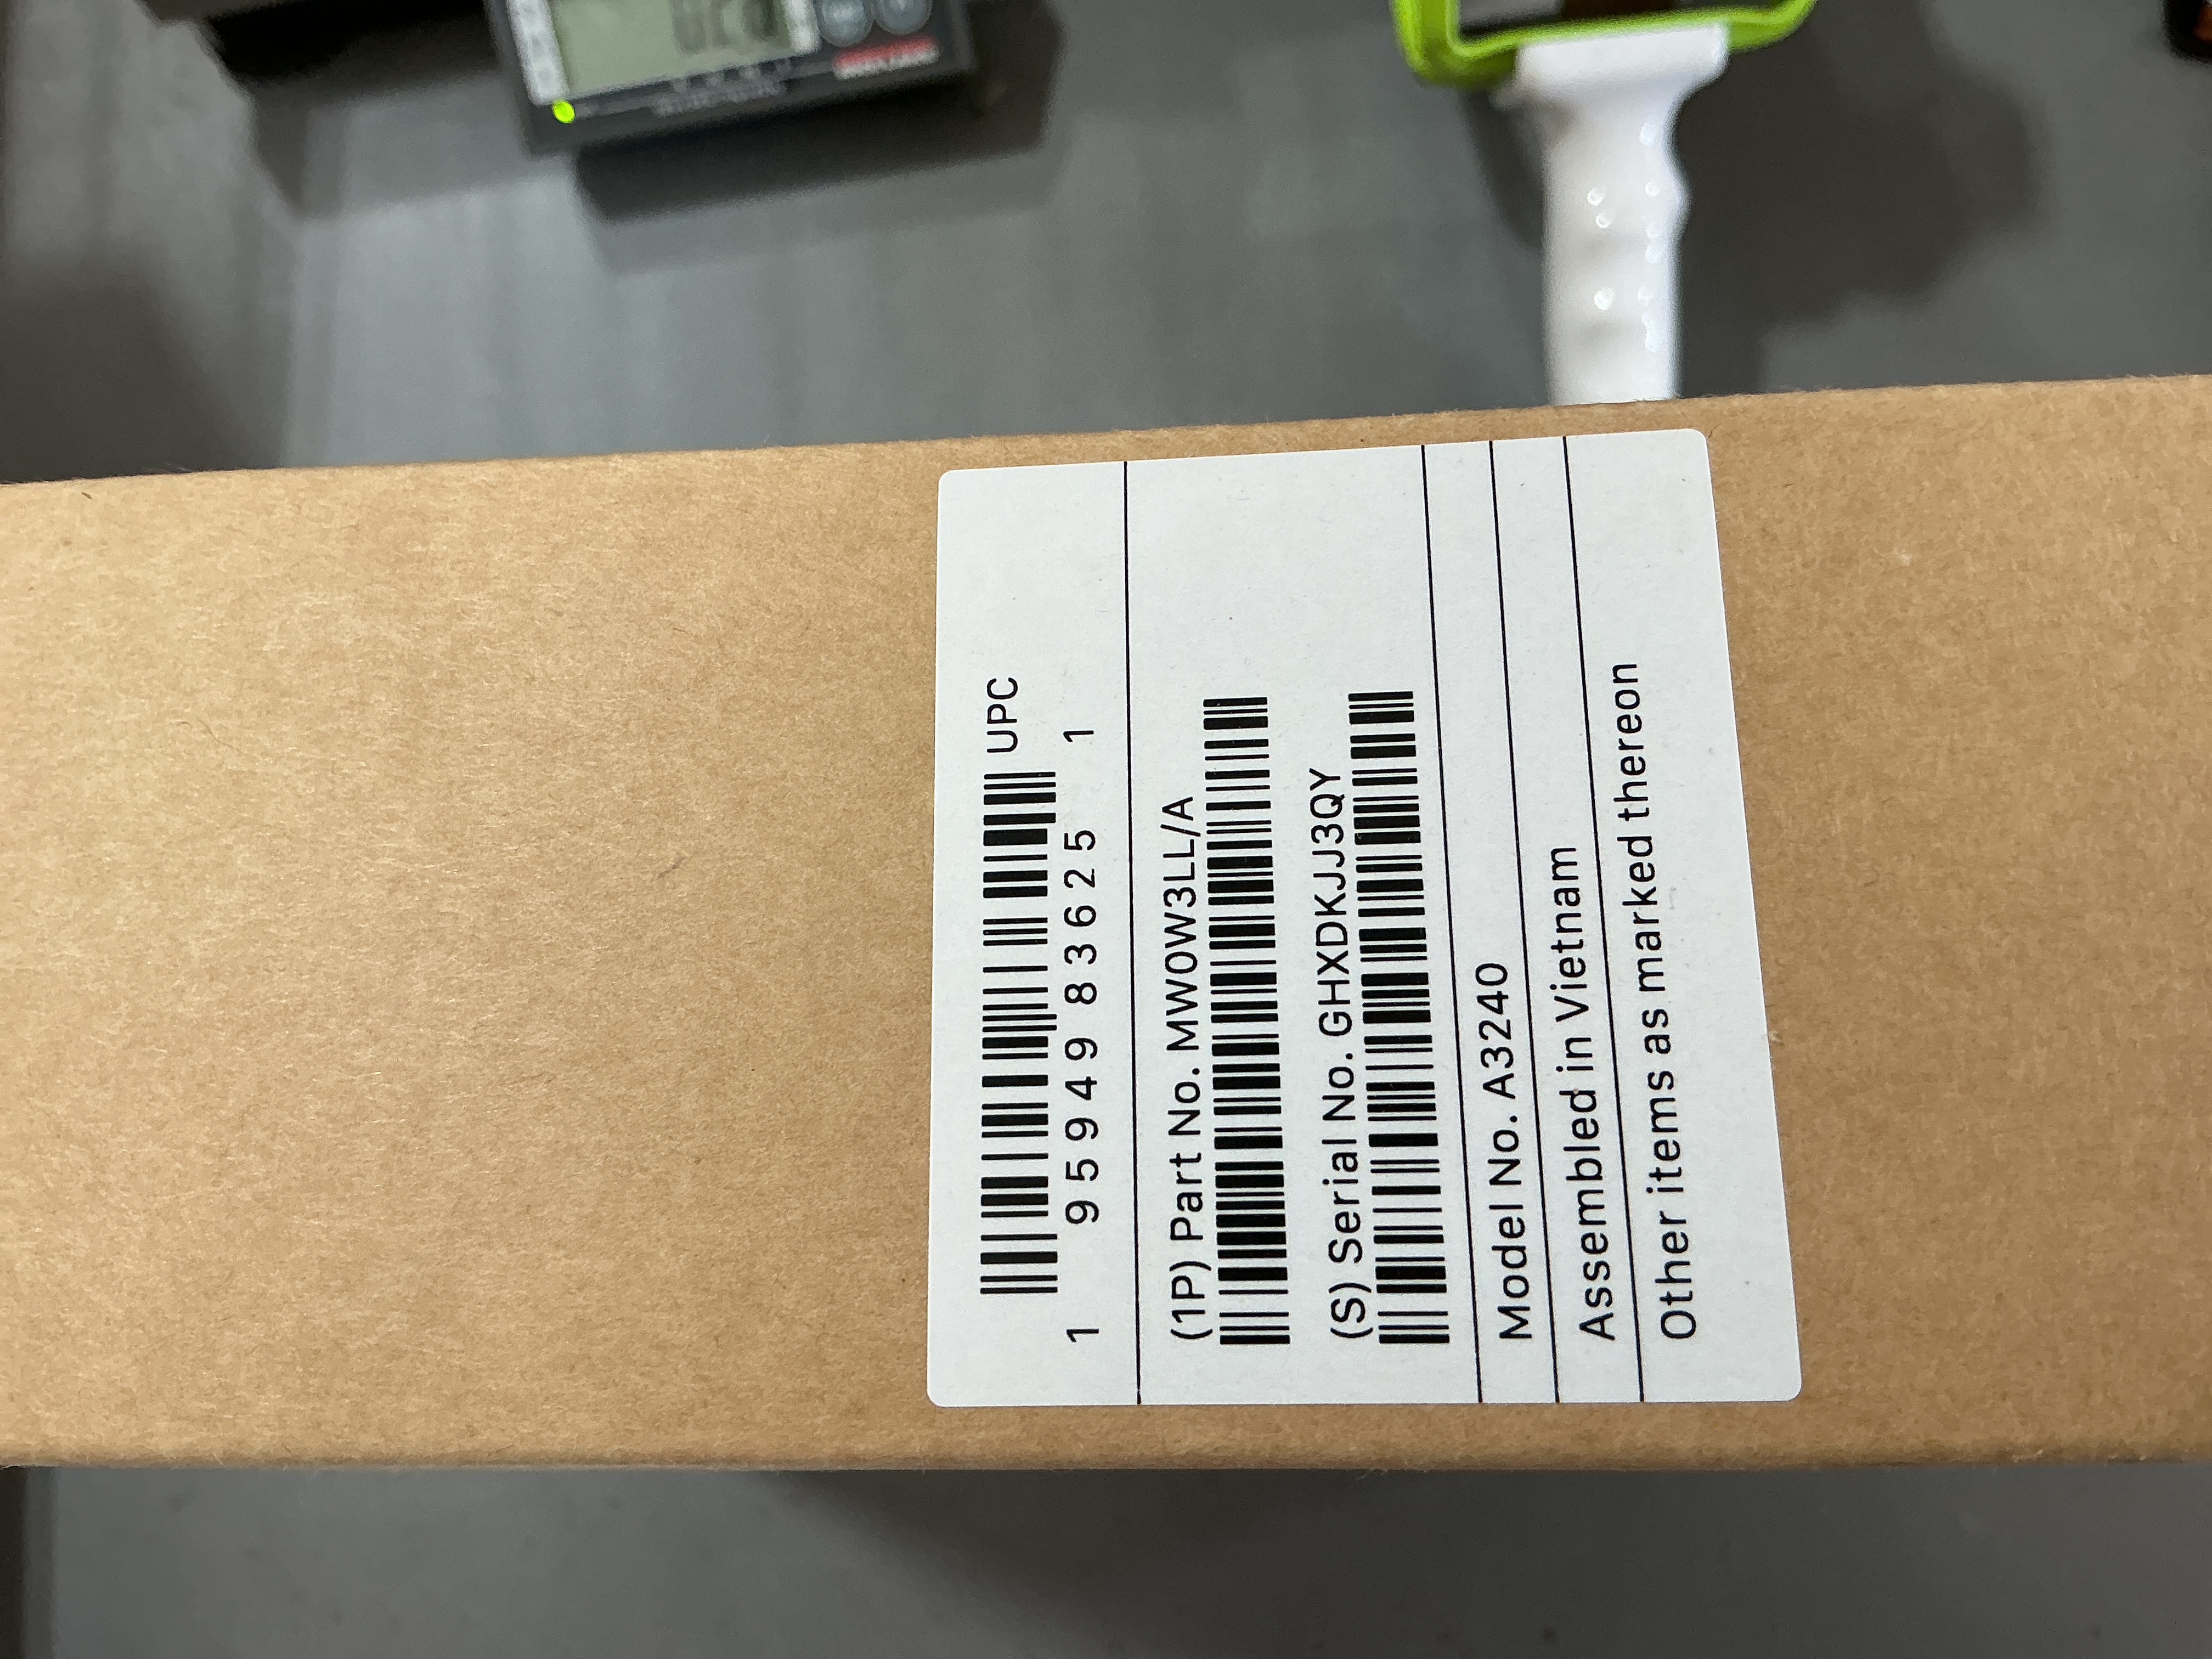 UPC
1 95949 83625 1
(1P) Part No. MW0W3LL/A
(S) Serial No. GHXDKJJ3QY
Model No. A3240
Assembled in Vietnam
Other items as marked thereon